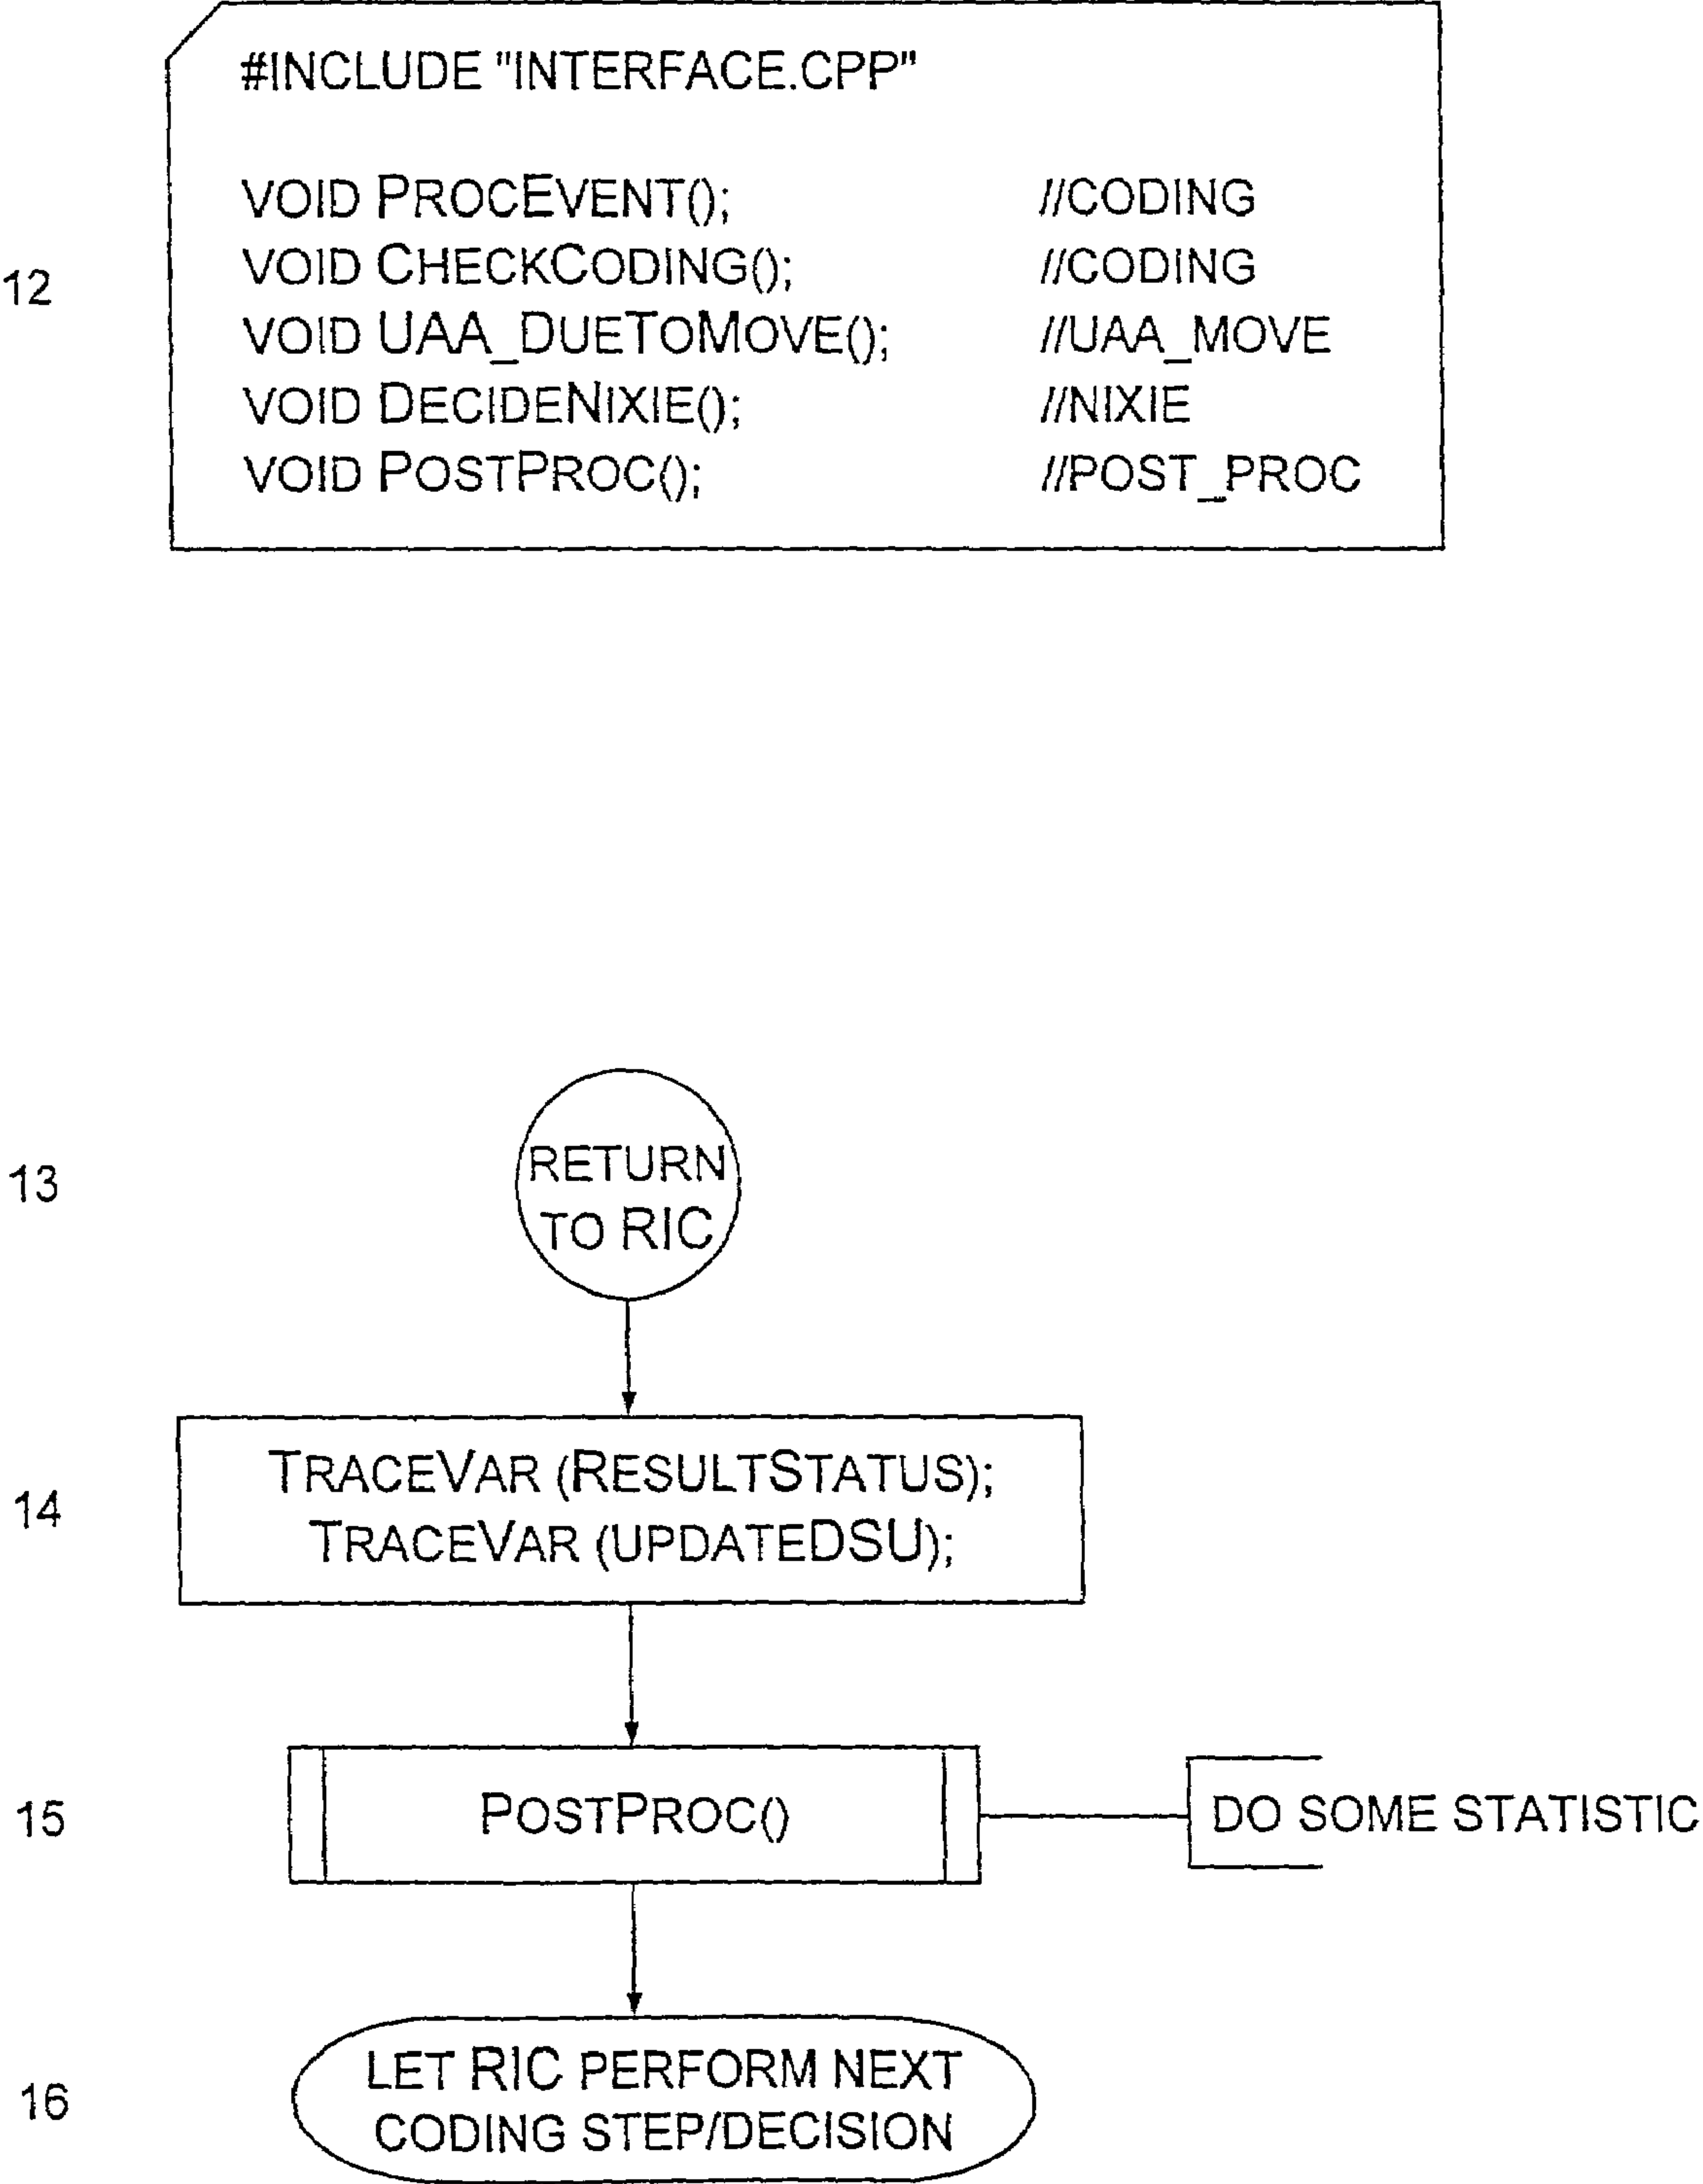 #INCLUDE "INTERFACE.CPP"
VOID PROCEVENT(); //CODING
12
VOID CHECKCODING(); //CODING
VOID UAA_DUETOMOVE(); //UAA_MOVE
VOID DECIDENIXIE(); //NIXIE
VOID POSTPROC(); //POST_PROC
13
RETURN
TO RIC
14
TRACEVAR (RESULTSTATUS);
TRACEVAR (UPDATEDSU);
15
POSTPROC()
DO SOME STATISTIC
16
LET RIC PERFORM NEXT
CODING STEP/DECISION